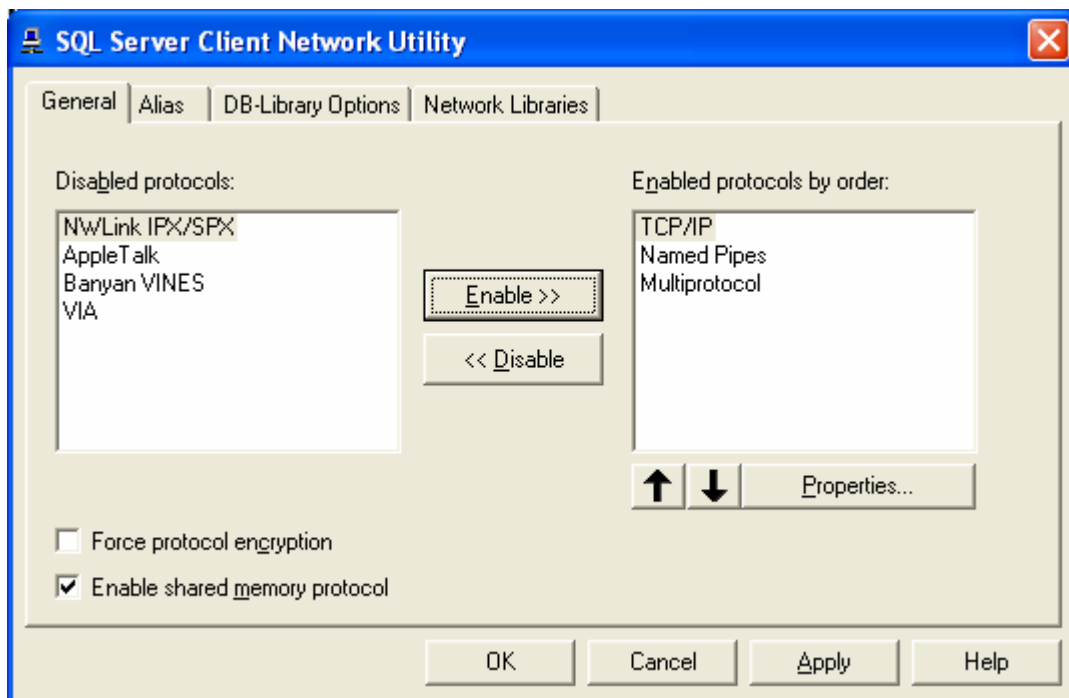 SQL Server Client Network Utility
General
Alias
DB-Library Options
Network Libraries
Disabled protocols:
Enabled protocols by order:
NWLink IPX/SPX
AppleTalk
Banyan VINES
VIA
Enable >>
<< Disable
TCP/IP
Named Pipes
Multiprotocol
Properties...
Force protocol encryption
Enable shared memory protocol
OK
Cancel
Apply
Help